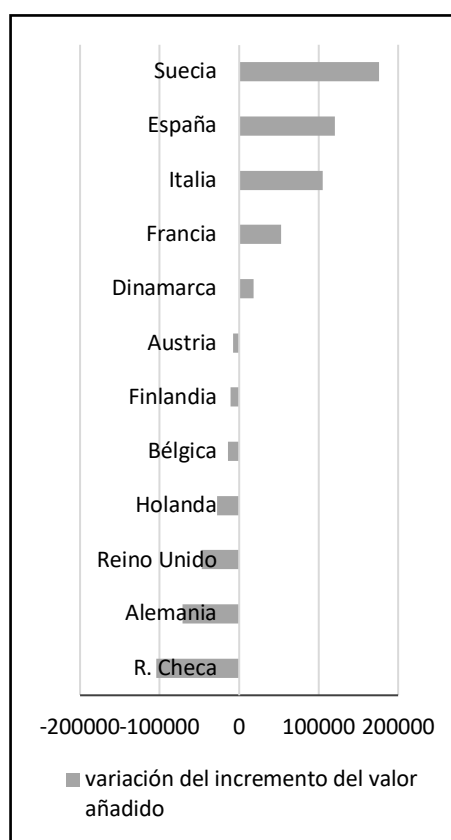 Suecia
España
Italia
Francia
Dinamarca
Austria
Finlandia
Bélgica
Holanda
Reino Unido
Alemania
R. Checa
-200000 -100000 0 100000 200000
variación del incremento del valor
añadido